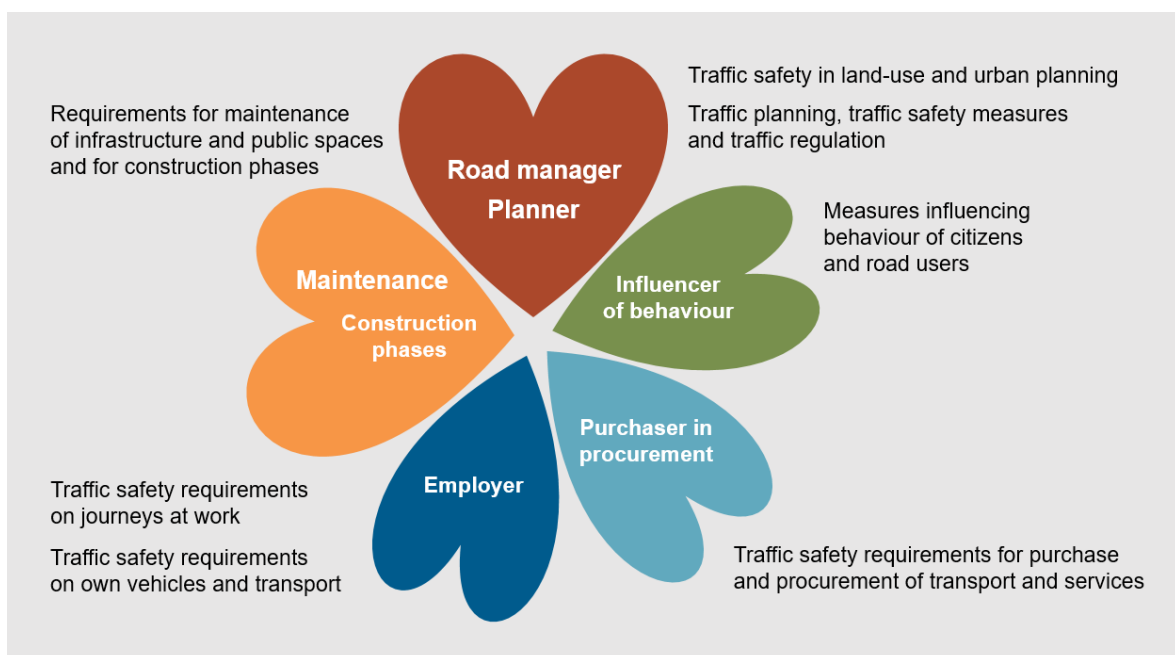 Traffic safety in land-use and urban planning
Traffic planning, traffic safety measures
and traffic regulation
Requirements for maintenance
of infrastructure and public spaces
and for construction phases
Road manager
Planner
Measures influencing
behaviour of citizens
and road users
Maintenance
Construction
phases
Influencer
of behaviour
Purchaser in
procurement
Employer
Traffic safety requirements
on journeys at work
Traffic safety requirements
on own vehicles and transport
Traffic safety requirements for purchase
and procurement of transport and services